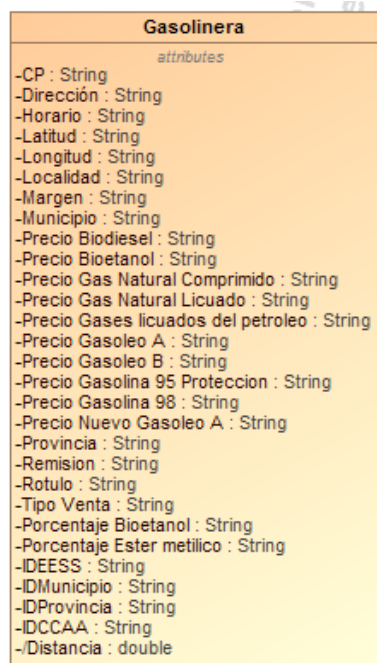 Gasolinera
attributes
-CP : String
-Dirección : String
-Horario : String
-Latitud : String
-Longitud : String
-Localidad : String
-Margen : String
-Municipio : String
-Precio Biodiesel : String
-Precio Bioetanol : String
-Precio Gas Natural Comprimido : String
-Precio Gas Natural Licuado : String
-Precio Gases licuados del petroleo : String
-Precio Gasoleo A : String
-Precio Gasoleo B : String
-Precio Gasolina 95 Proteccion : String
-Precio Gasolina 98 : String
-Precio Nuevo Gasoleo A : String
-Provincia : String
-Remision : String
-Rotulo : String
-Tipo Venta : String
-Porcentaje Bioetanol : String
-Porcentaje Ester metilico : String
-IDEESS : String
-IDMunicipio : String
-IDProvincia : String
-IDCCAA : String
-/Distancia : double